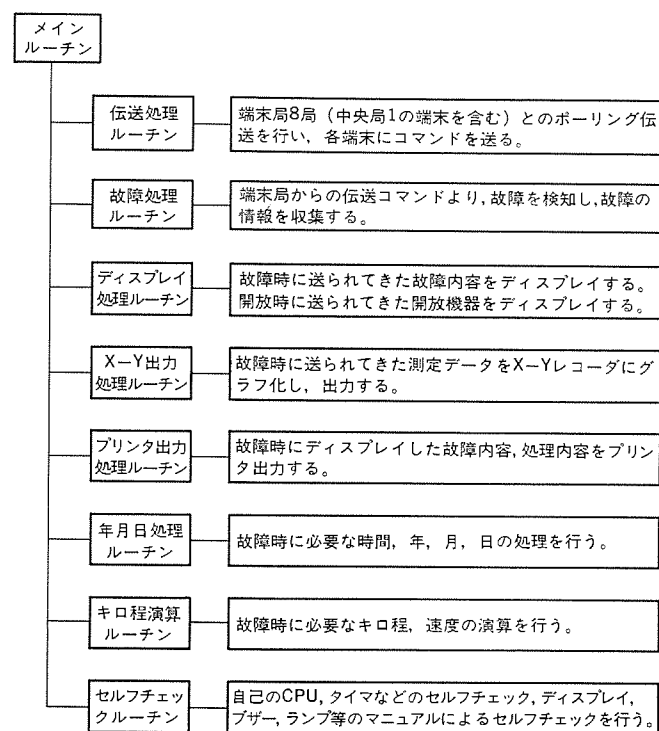 メイン
ルーチン
伝送処理
ルーチン
端末局8局（中央局1の端末を含む）とのポーリング伝
送を行い，各端末にコマンドを送る。
故障処理
ルーチン
端末局からの伝送コマンドより，故障を検知し，故障の
情報を収集する。
ディスプレイ
処理ルーチン
故障時に送られてきた故障内容をディスプレイする。
開放時に送られてきた開放機器をディスプレイする。
X－Y出力
処理ルーチン
故障時に送られてきた測定データをX－Yレコーダにグ
ラフ化し，出力する。
プリンタ出力
処理ルーチン
故障時にディスプレイした故障内容，処理内容をプリン
タ出力する。
年月日処理
ルーチン
故障時に必要な時間，年，月，日の処理を行う。
キロ程演算
ルーチン
故障時に必要なキロ程，速度の演算を行う。
セルフチェッ
クルーチン
自己のCPU，タイマなどのセルフチェック，ディスプレイ，
ブザー，ランプ等のマニュアルによるセルフチェックを行う。